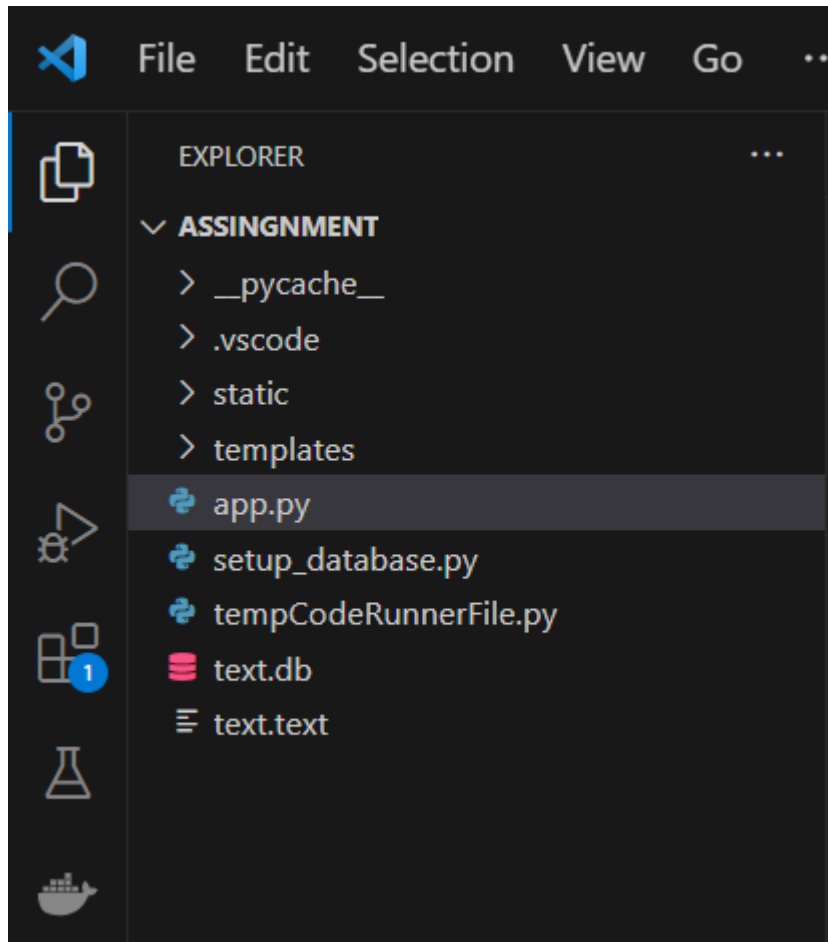 File Edit Selection View Go ··
EXPLORER ···
ASSINGNMENT
__pycache__
.vscode
static
templates
app.py
setup_database.py
tempCodeRunnerFile.py
1
text.db
text.text